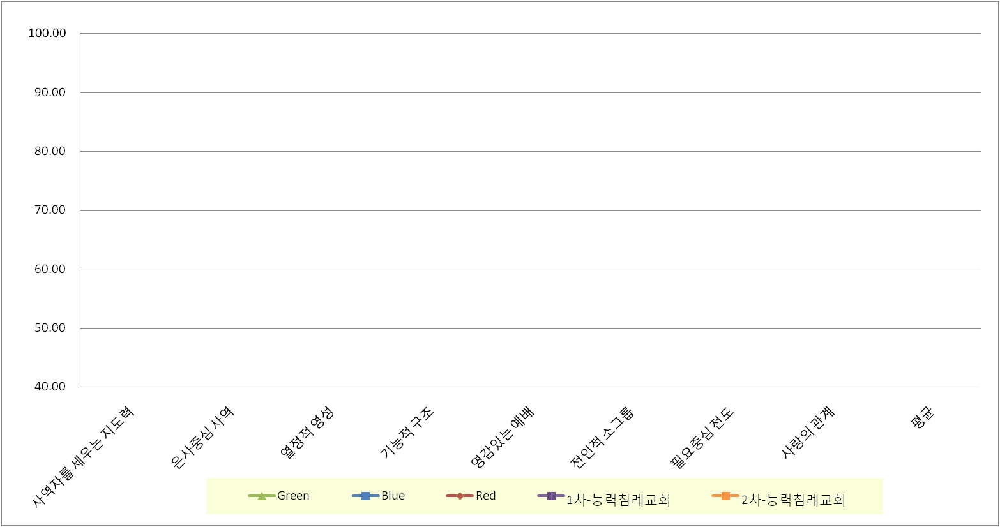 100.00
90.00
80.00
70.00
60.00
50.00
40.00
사역자를 세우는 지도력
은사중심 사역
열정적 영성
기능적 구조
영감있는 예배
전인적 소그룹
필요중심 전도
사랑의 관계
평균
Green
Blue
Red
1차-능력침례교회
2차-능력침례교회